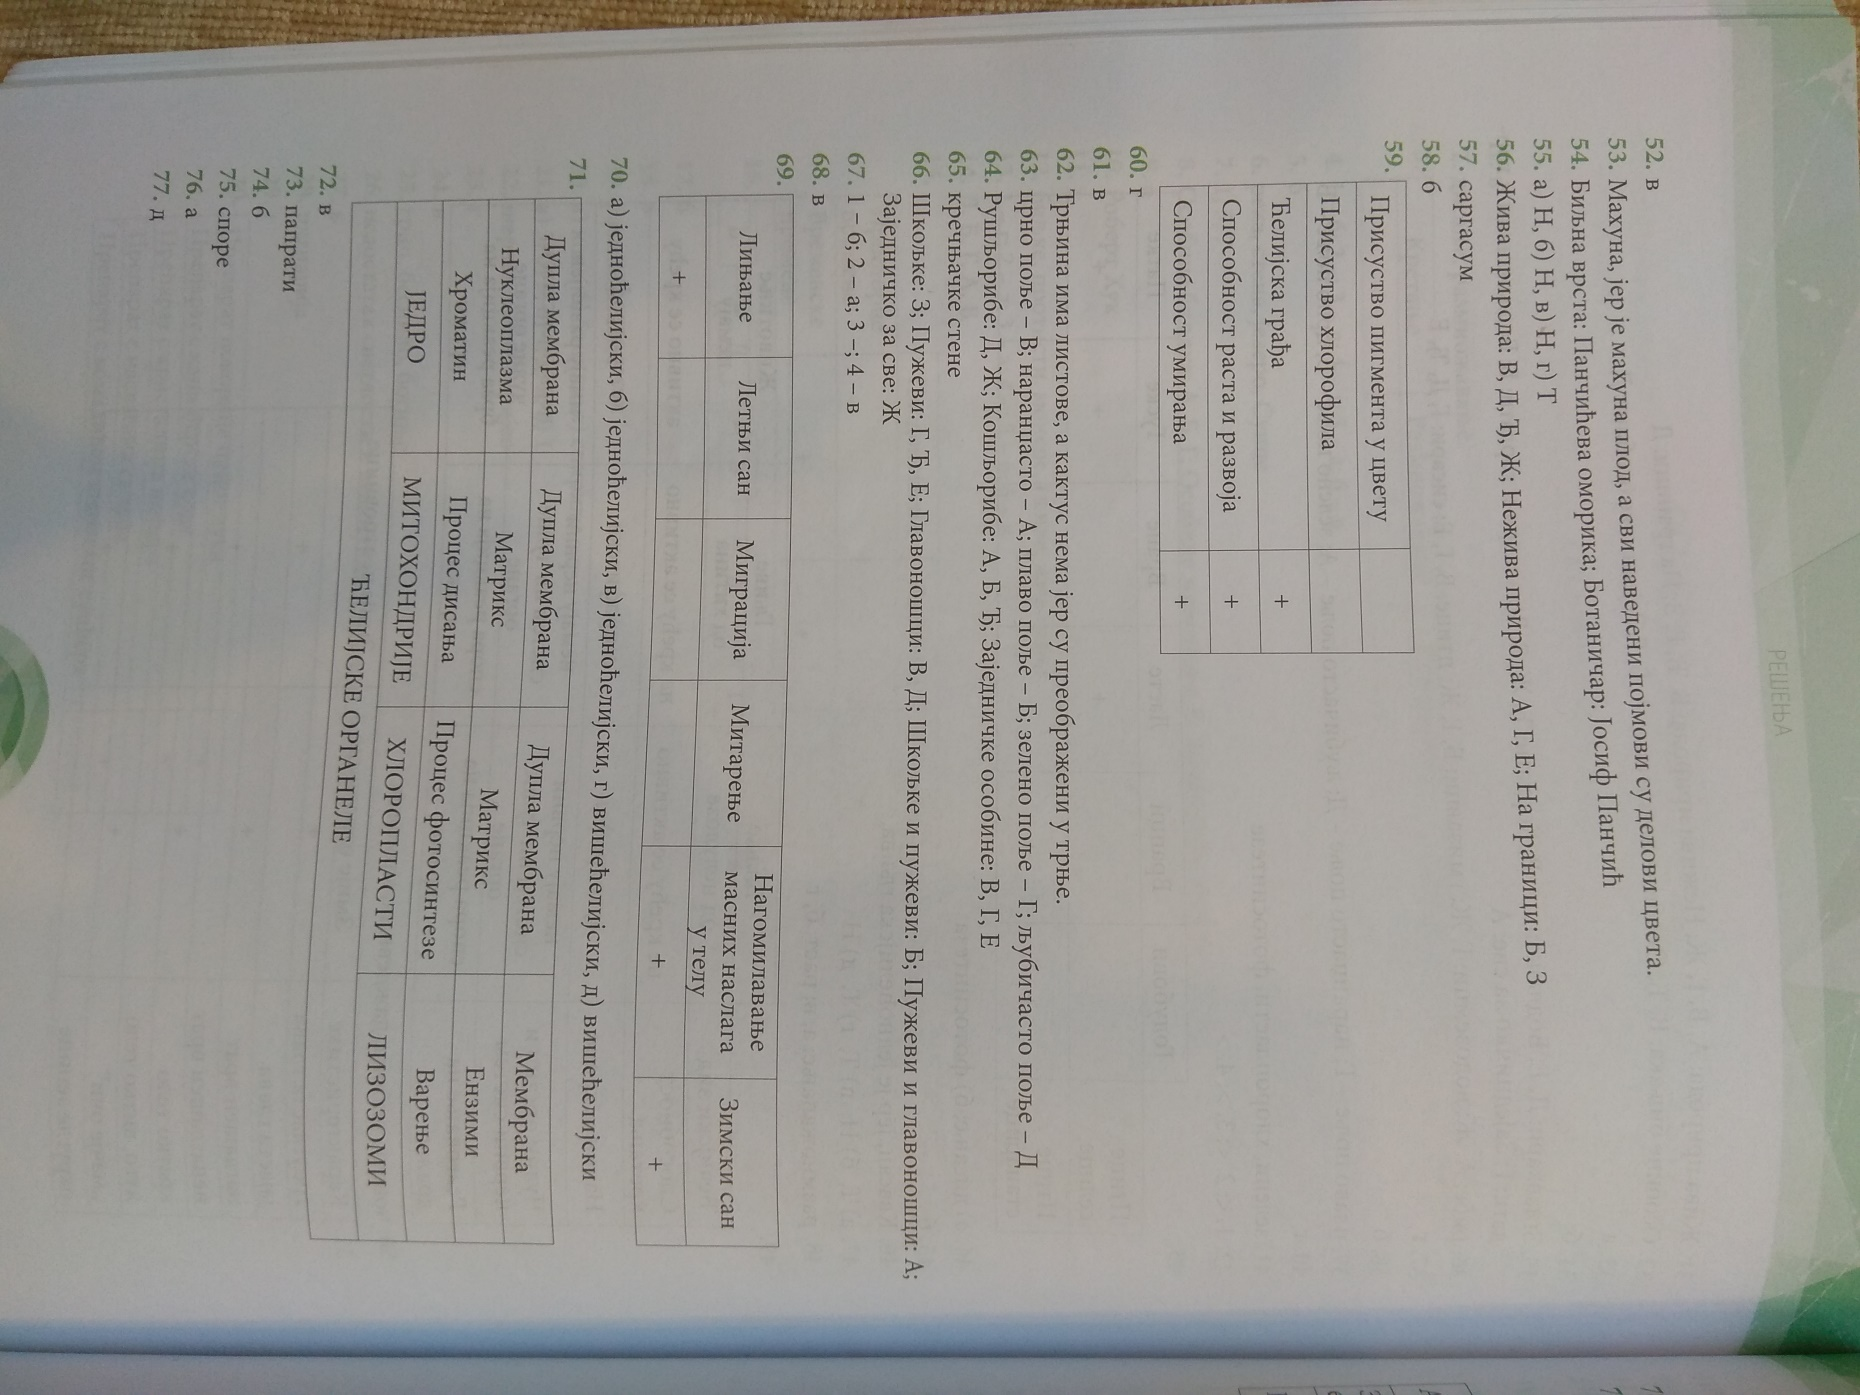 РЕШЕЊА
52. в
53. Махуна, јер је махуна плод, а сви наведени појмови су делови цвета.
54. Биљна врста: Панчићева оморика; Ботаничар: Јосиф Панчић
55. а) Н, б) Н, в) Н, г) Т
56. Жива природа: В, Д, Ђ, Ж; Нежива природа: А, Г, Е; На граници: Б, З
57. саргасум
58. б
59.
Присуство пигмента у цвету
Присуство хлорофила
Ћелијска грађа +
Способност раста и развоја +
Способност умирања +
60. г
61. в
62. Трњина има листове, а кактус нема јер су преображени у трње.
63. црно поље – В; наранџасто – А; плаво поље – Б; зелено поље – Г; љубичасто поље – Д
64. Рушљорибе: Д, Ж; Кошљорибе: А, Б, Ђ; Заједничке особине: В, Г, Е
65. кречњачке стене
66. Шкољке: З; Пужеви: Г, Ђ, Е; Главоношци: В, Д; Шкољке и пужеви: Б; Пужеви и главоношци: А;
Заједничко за све: Ж
67. 1 – б; 2 – а; 3 –; 4 – в
68. в
69.
Лињање Летњи сан Миграција Митарење Нагомилавање масних наслага у телу Зимски сан
+ + +
70. а) једноћелијски, б) једноћелијски, в) једноћелијски, г) вишећелијски, д) вишећелијски
71.
Дупла мембрана Дупла мембрана Дупла мембрана Мембрана
Нуклеоплазма Матрикс Матрикс Ензими
Хроматин Процес дисања Процес фотосинтезе Варење
ЈЕДРО МИТОХОНДРИЈЕ ХЛОРОПЛАСТИ ЛИЗОЗОМИ
ЋЕЛИЈСКЕ ОРГАНЕЛЕ
72. в
73. папрати
74. б
75. споре
76. а
77. д